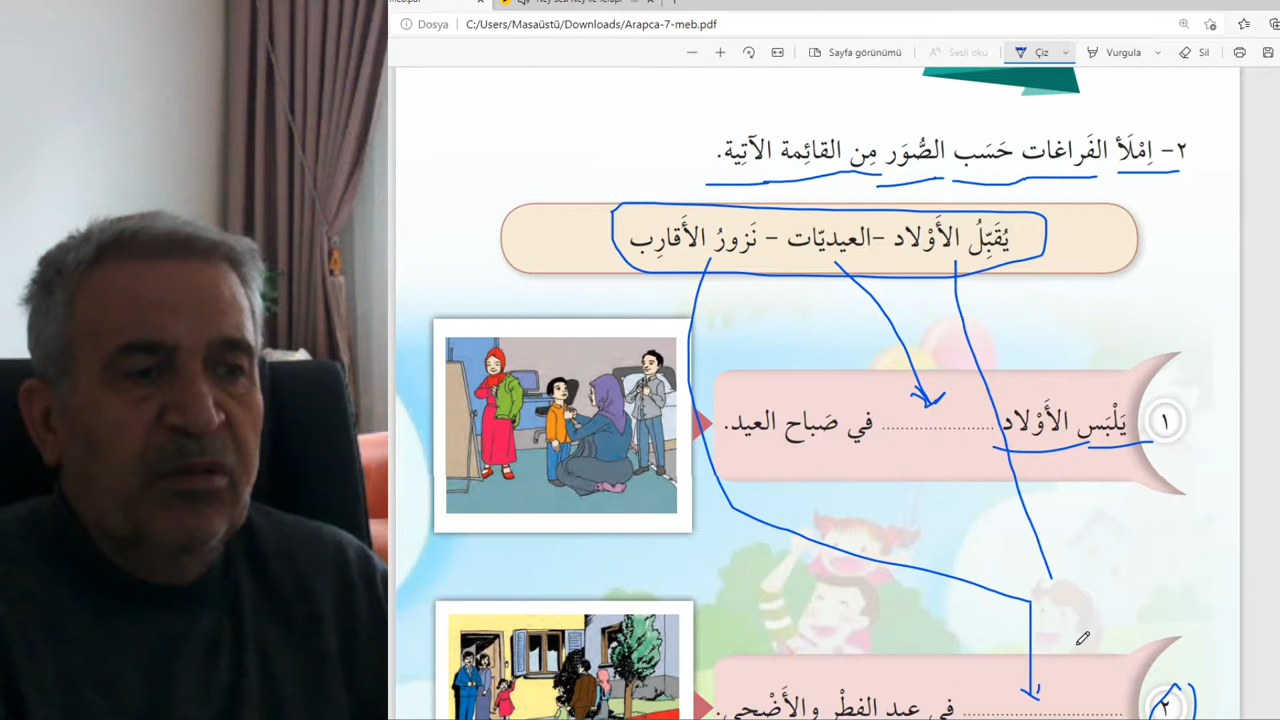 Dosya C:/Users/Masaüstü/Downloads/Arapca-7-meb.pdf
Sayfa görünümü Sesli oku Çiz Vurgula Sil
٢- اِمْلَأ الفَراغات حَسَب الصُّوَر مِن القائِمة الآتِية.
يُقَبِّلُ الأَوْلاد -العيديّات - نَزورُ الأَقارِب
١ يَلْبَس الأَوْلاد ...................... في صَباح العيد.
٢ ............................... في عيد الفِطْر والأَضْحى.